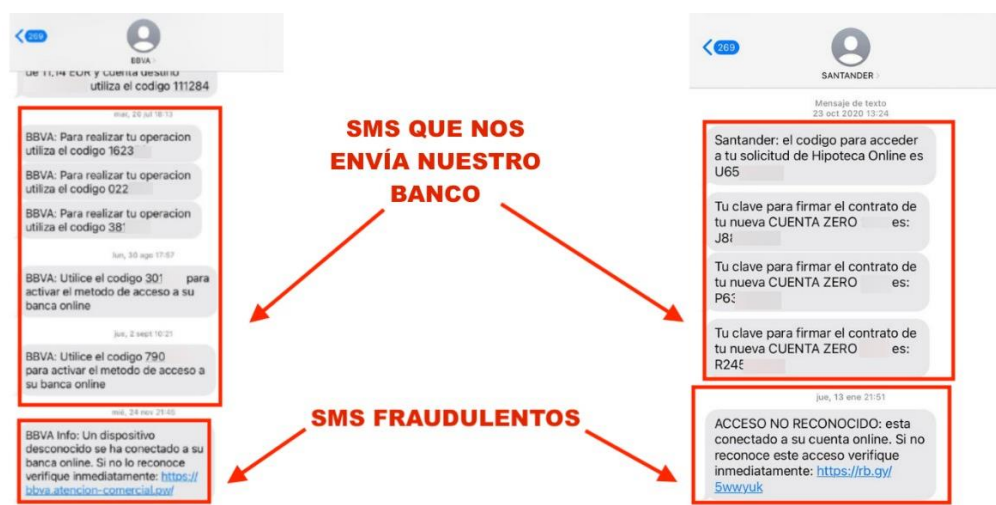 269
BBVA
de 11,14 EUR y cuenta destino
utiliza el codigo 111284
mar, 20 jul 18:13
BBVA: Para realizar tu operacion
utiliza el codigo 1623
BBVA: Para realizar tu operacion
utiliza el codigo 022
BBVA: Para realizar tu operacion
utiliza el codigo 381
lun, 30 ago 17:57
BBVA: Utilice el codigo 301 para
activar el metodo de acceso a su
banca online
jue, 2 sept 10:21
BBVA: Utilice el codigo 790
para activar el metodo de acceso a
su banca online
mié, 24 nov 21:45
BBVA Info: Un dispositivo
desconocido se ha conectado a su
banca online. Si no lo reconoce
verifique inmediatamente: https://
bbva.atencion-comercial.pw/
SMS QUE NOS
ENVÍA NUESTRO
BANCO
SMS FRAUDULENTOS
269
SANTANDER
Mensaje de texto
23 oct 2020 13:24
Santander: el codigo para acceder
a tu solicitud de Hipoteca Online es
U65
Tu clave para firmar el contrato de
tu nueva CUENTA ZERO es:
J88
Tu clave para firmar el contrato de
tu nueva CUENTA ZERO es:
P63
Tu clave para firmar el contrato de
tu nueva CUENTA ZERO es:
R245
jue, 13 ene 21:51
ACCESO NO RECONOCIDO: esta
conectado a su cuenta online. Si no
reconoce este acceso verifique
inmediatamente: https://rb.gy/
5wwyuk